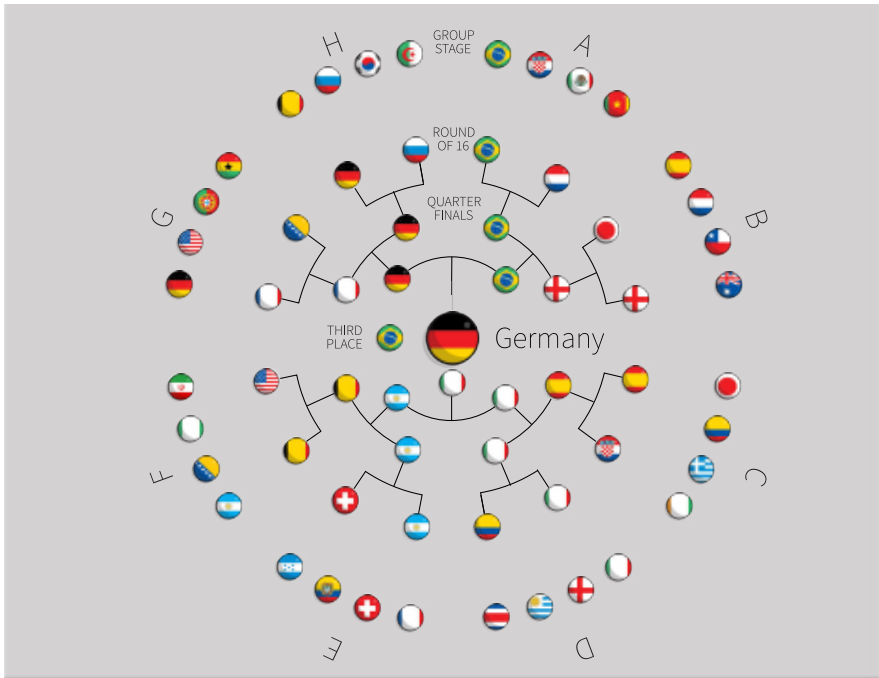 H
GROUP
STAGE
A
ROUND
OF 16
QUARTER
FINALS
G
B
THIRD
PLACE
Germany
F
C
E
D